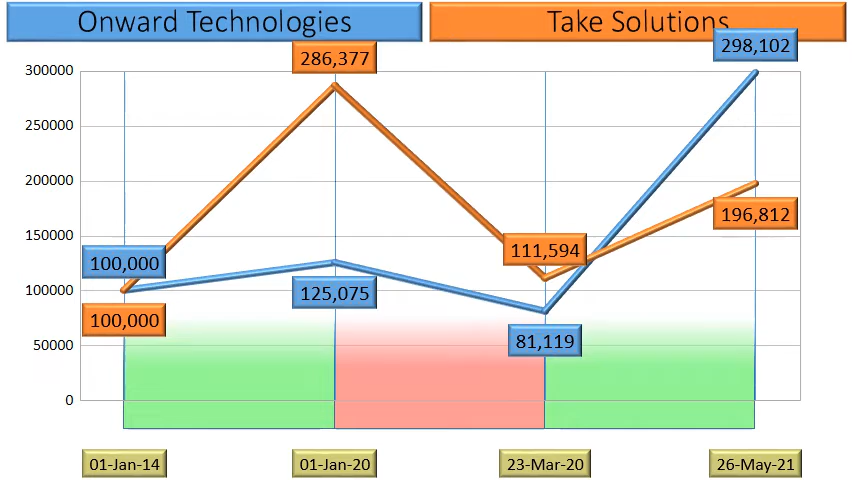 Onward Technologies
Take Solutions
298,102
286,377
300000
250000
200000
196,812
150000
111,594
100,000
100000
125,075
100,000
81,119
50000
0
01-Jan-14
01-Jan-20
23-Mar-20
26-May-21